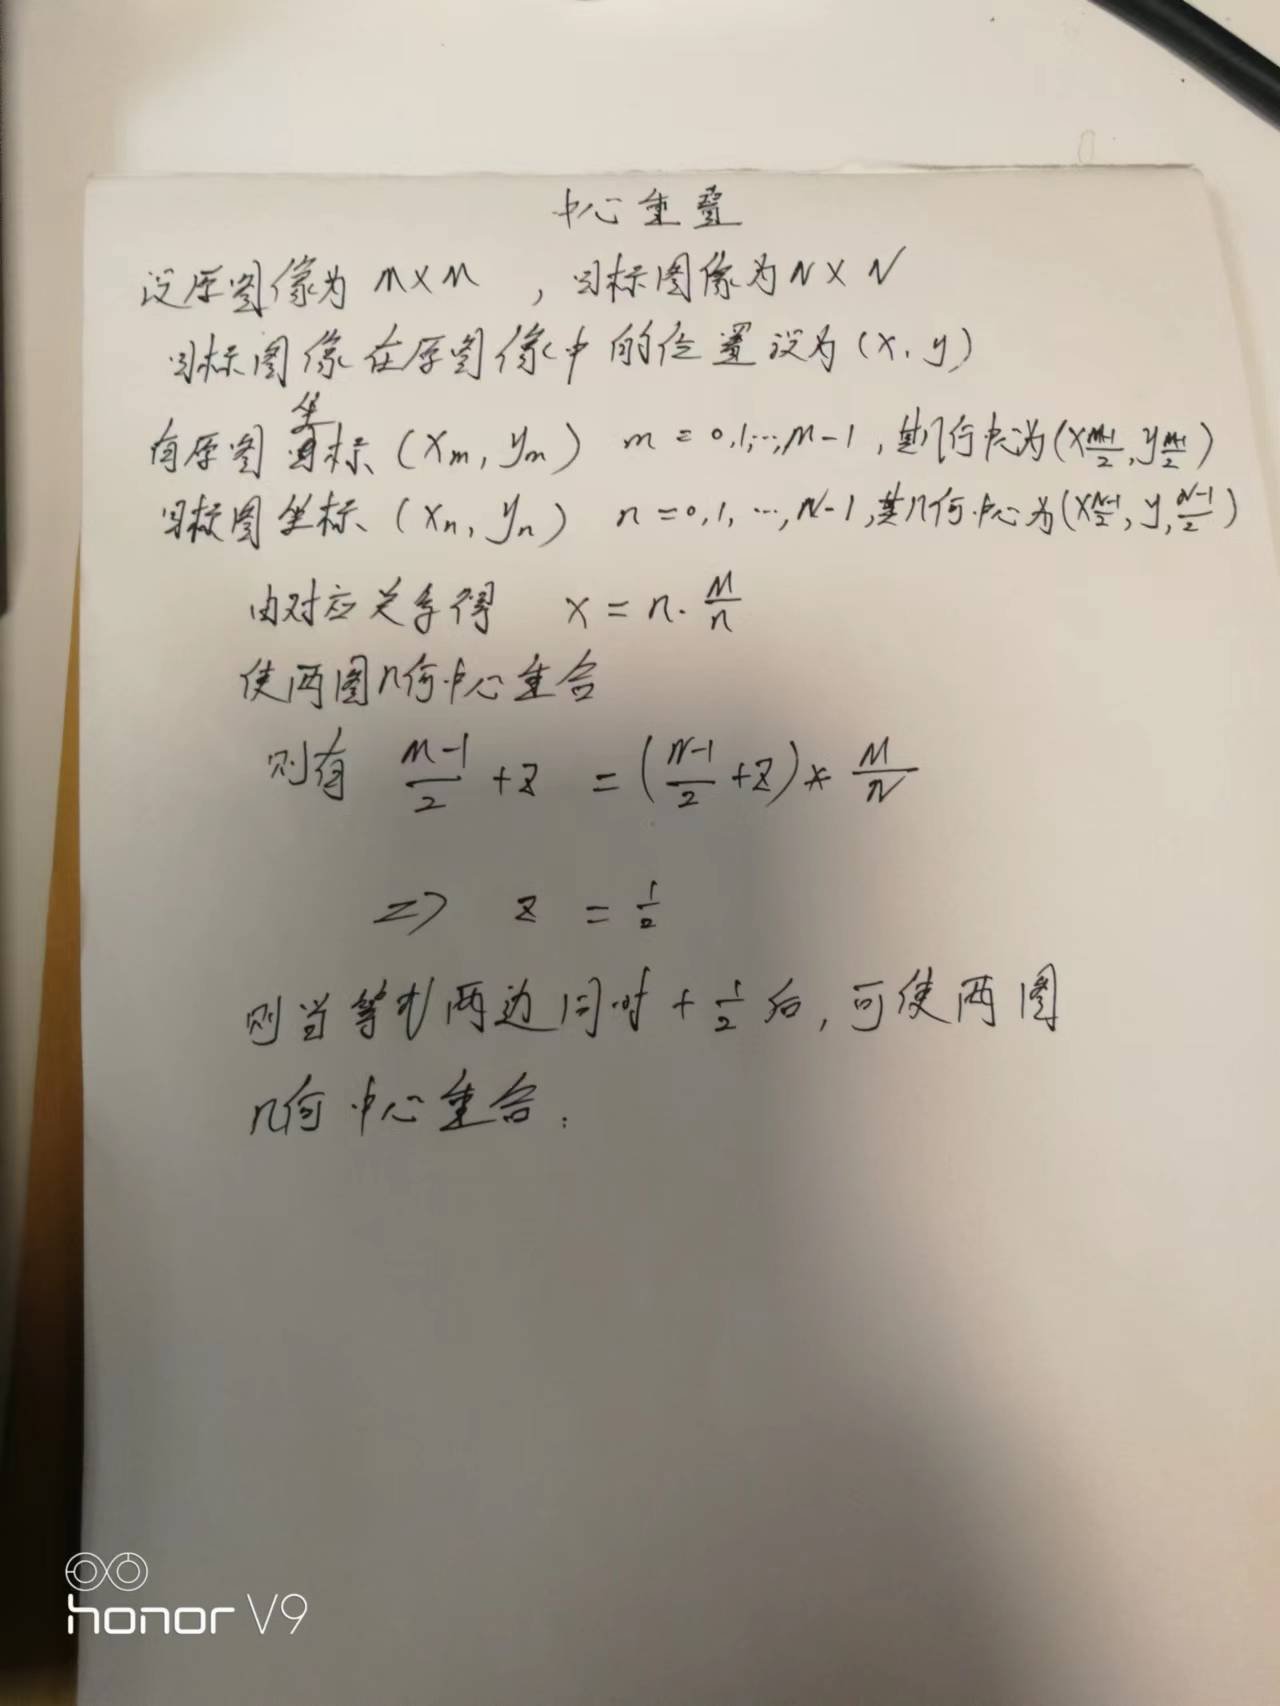 中心重叠
设原图像为 M×M ，目标图像为 N×N
目标图像在原图像中的位置设为(x,y)
有原图坐标(Xm,ym) m=0,1,…,M-1,其几何中心为(X(M-1)/2,y(M-1)/2)
目标图坐标(Xn,yn) n=0,1,…,N-1,其几何中心为(X(N-1)/2,y,(N-1)/2)
由对应关系得 x=n·M/n
使两图几何中心重合
则有 (M-1)/2+Z=((N-1)/2+Z)*M/N
=> Z=1/2
则当等式两边同时+1/2后,可使两图
几何中心重合.
honor V9